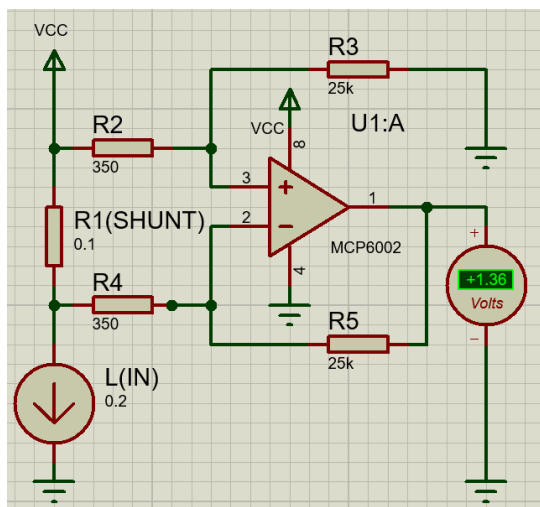 VCC
R3
25k
R2
350
VCC
8
U1:A
3
+
1
2
−
MCP6002
4
R1(SHUNT)
0.1
+
+1.36
Volts
−
R4
350
R5
25k
L(IN)
0.2